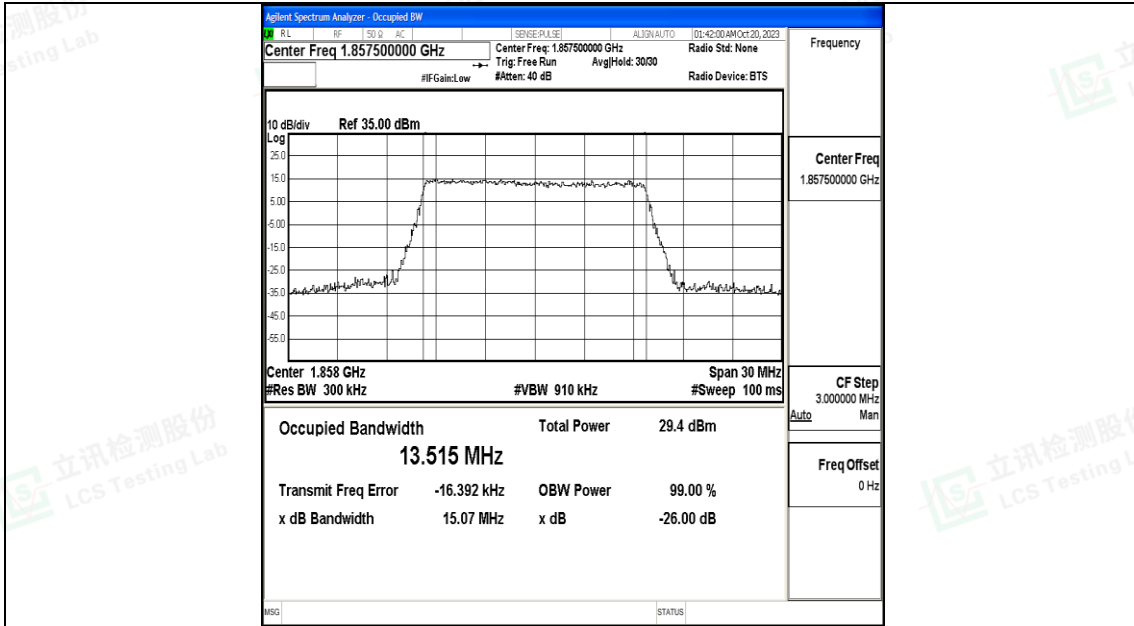 Agilent Spectrum Analyzer - Occupied BW
RL RF 50 Ω AC SENSE:PULSE ALIGNAUTO 01:42:00 AM Oct 20, 2023
Center Freq 1.857500000 GHz
Center Freq: 1.857500000 GHz Radio Std: None
Trig: Free Run Avg|Hold: 30/30
#IFGain:Low #Atten: 40 dB Radio Device: BTS
10 dB/div Ref 35.00 dBm
Log
25.0
15.0
5.00
-5.00
-15.0
-25.0
-35.0
-45.0
-55.0
Center 1.858 GHz Span 30 MHz
#Res BW 300 kHz #VBW 910 kHz #Sweep 100 ms
Occupied Bandwidth Total Power 29.4 dBm
13.515 MHz
Transmit Freq Error -16.392 kHz OBW Power 99.00 %
x dB Bandwidth 15.07 MHz x dB -26.00 dB
MSG STATUS
Frequency
Center Freq
1.857500000 GHz
CF Step
3.000000 MHz
Auto Man
Freq Offset
0 Hz
立讯检测股份
LCS Testing Lab
立讯检测股份
LCS Testing L